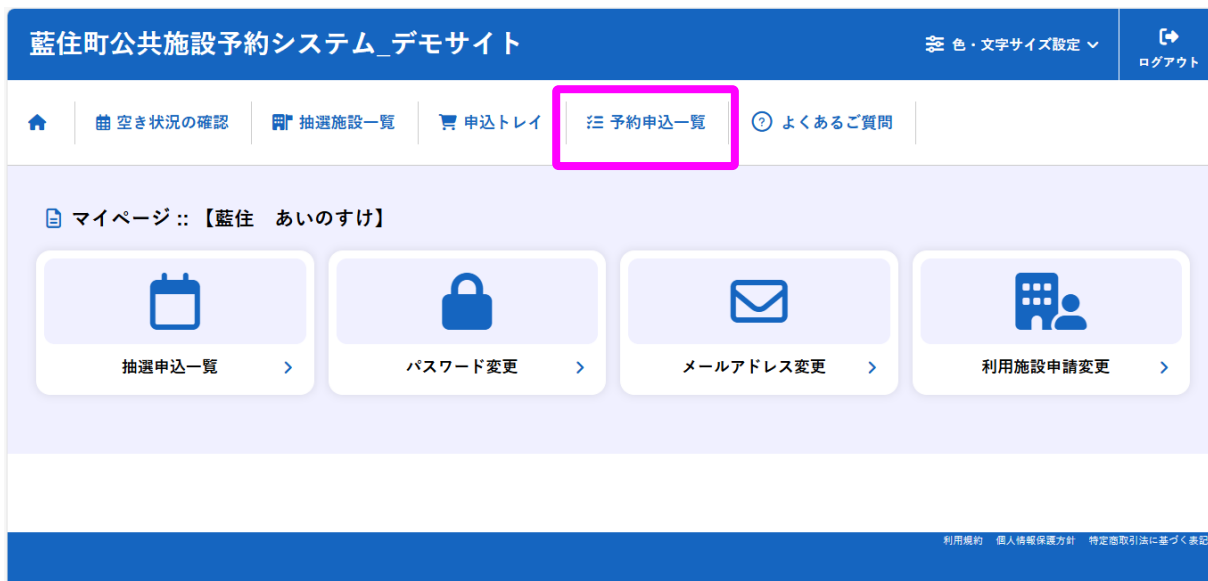 藍住町公共施設予約システム_デモサイト
色・文字サイズ設定
ログアウト
空き状況の確認
抽選施設一覧
申込トレイ
予約申込一覧
よくあるご質問
マイページ :: 【藍住　あいのすけ】
抽選申込一覧
パスワード変更
メールアドレス変更
利用施設申請変更
利用規約　個人情報保護方針　特定商取引法に基づく表記